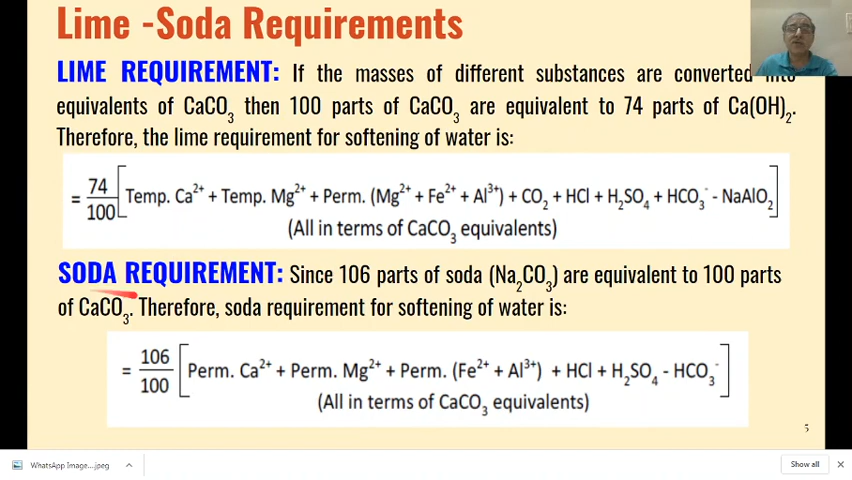 Lime -Soda Requirements
LIME REQUIREMENT: If the masses of different substances are converted into
equivalents of CaCO₃ then 100 parts of CaCO₃ are equivalent to 74 parts of Ca(OH)₂.
Therefore, the lime requirement for softening of water is:
= 74/100 [Temp. Ca²⁺ + Temp. Mg²⁺ + Perm. (Mg²⁺ + Fe²⁺ + Al³⁺) + CO₂ + HCl + H₂SO₄ + HCO₃⁻ - NaAlO₂]
(All in terms of CaCO₃ equivalents)
SODA REQUIREMENT: Since 106 parts of soda (Na₂CO₃) are equivalent to 100 parts
of CaCO₃. Therefore, soda requirement for softening of water is:
= 106/100 [Perm. Ca²⁺ + Perm. Mg²⁺ + Perm. (Fe²⁺ + Al³⁺) + HCl + H₂SO₄ - HCO₃⁻]
(All in terms of CaCO₃ equivalents)
5
WhatsApp Image....jpeg
Show all